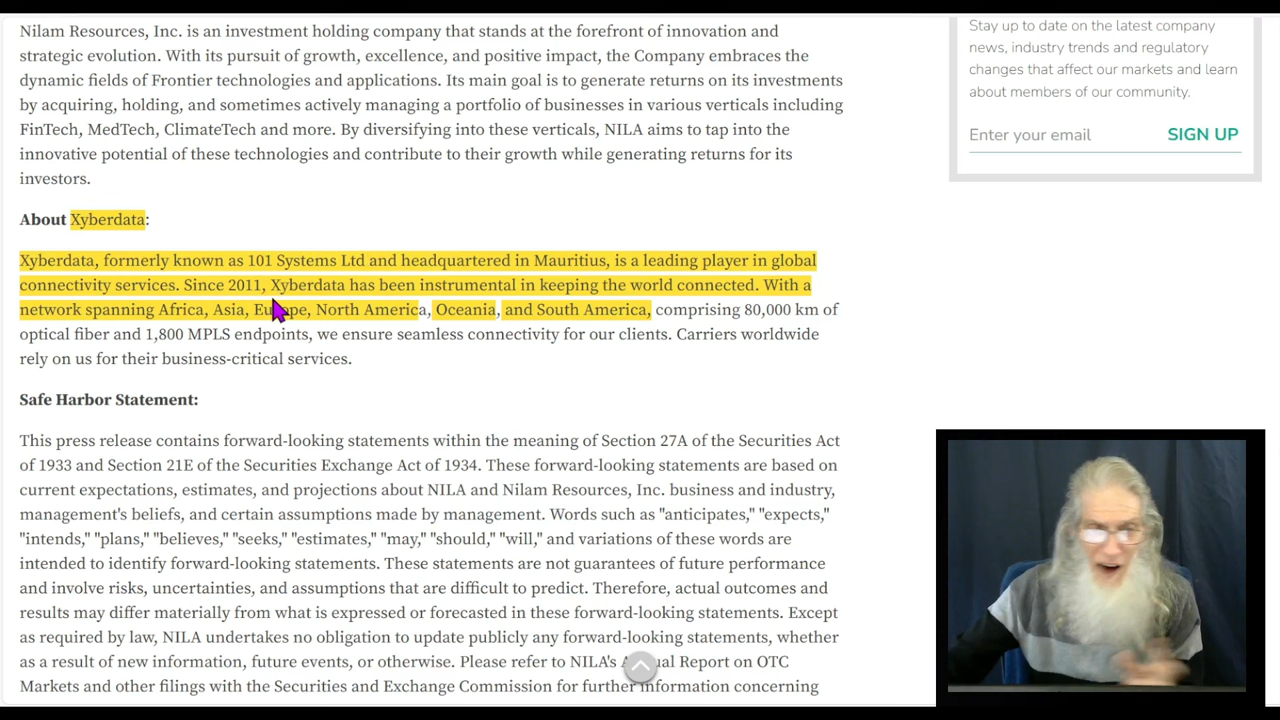 Nilam Resources, Inc. is an investment holding company that stands at the forefront of innovation and
strategic evolution. With its pursuit of growth, excellence, and positive impact, the Company embraces the
dynamic fields of Frontier technologies and applications. Its main goal is to generate returns on its investments
by acquiring, holding, and sometimes actively managing a portfolio of businesses in various verticals including
FinTech, MedTech, ClimateTech and more. By diversifying into these verticals, NILA aims to tap into the
innovative potential of these technologies and contribute to their growth while generating returns for its
investors.
About Xyberdata:
Xyberdata, formerly known as 101 Systems Ltd and headquartered in Mauritius, is a leading player in global
connectivity services. Since 2011, Xyberdata has been instrumental in keeping the world connected. With a
network spanning Africa, Asia, Europe, North America, Oceania, and South America, comprising 80,000 km of
optical fiber and 1,800 MPLS endpoints, we ensure seamless connectivity for our clients. Carriers worldwide
rely on us for their business-critical services.
Safe Harbor Statement:
This press release contains forward-looking statements within the meaning of Section 27A of the Securities Act
of 1933 and Section 21E of the Securities Exchange Act of 1934. These forward-looking statements are based on
current expectations, estimates, and projections about NILA and Nilam Resources, Inc. business and industry,
management's beliefs, and certain assumptions made by management. Words such as "anticipates," "expects,"
"intends," "plans," "believes," "seeks," "estimates," "may," "should," "will," and variations of these words are
intended to identify forward-looking statements. These statements are not guarantees of future performance
and involve risks, uncertainties, and assumptions that are difficult to predict. Therefore, actual outcomes and
results may differ materially from what is expressed or forecasted in these forward-looking statements. Except
as required by law, NILA undertakes no obligation to update publicly any forward-looking statements, whether
as a result of new information, future events, or otherwise. Please refer to NILA's Annual Report on OTC
Markets and other filings with the Securities and Exchange Commission for further information concerning
Stay up to date on the latest company
news, industry trends and regulatory
changes that affect our markets and learn
about members of our community.
Enter your email SIGN UP